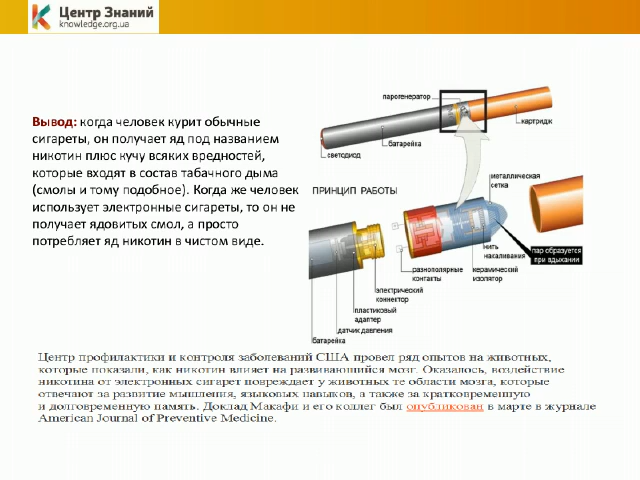 Центр Знаний
knowledge.org.ua
Вывод: когда человек курит обычные
сигареты, он получает яд под названием
никотин плюс кучу всяких вредностей,
которые входят в состав табачного дыма
(смолы и тому подобное). Когда же человек
использует электронные сигареты, то он не
получает ядовитых смол, а просто
потребляет яд никотин в чистом виде.
парогенератор
картридж
батарейка
светодиод
ПРИНЦИП РАБОТЫ
металлическая
сетка
нить
накаливания
пар образуется
при вдыхании
разнополярные
контакты
керамический
изолятор
электрический
коннектор
пластиковый
адаптер
датчик давления
батарейка
Центр профилактики и контроля заболеваний США провел ряд опытов на животных,
которые показали, как никотин влияет на развивающийся мозг. Оказалось, воздействие
никотина от электронных сигарет повреждает у животных те области мозга, которые
отвечают за развитие мышления, языковых навыков, а также за кратковременную
и долговременную память. Доклад Макафи и его коллег был опубликован в марте в журнале
American Journal of Preventive Medicine.